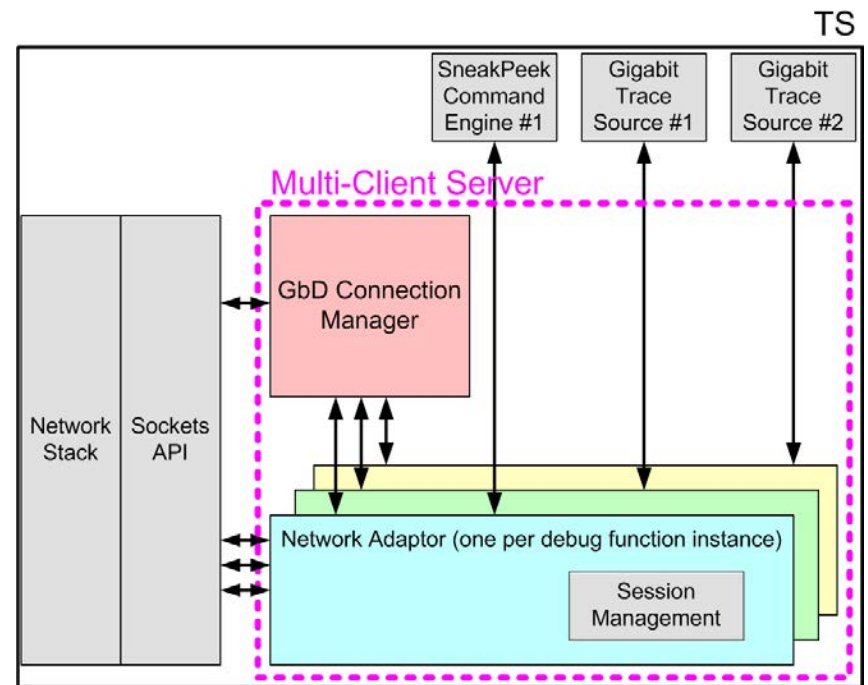 TS
SneakPeek
Command
Engine #1
Gigabit
Trace
Source #1
Gigabit
Trace
Source #2
Multi-Client Server
GbD Connection
Manager
Network
Stack
Sockets
API
Network Adaptor (one per debug function instance)
Session
Management